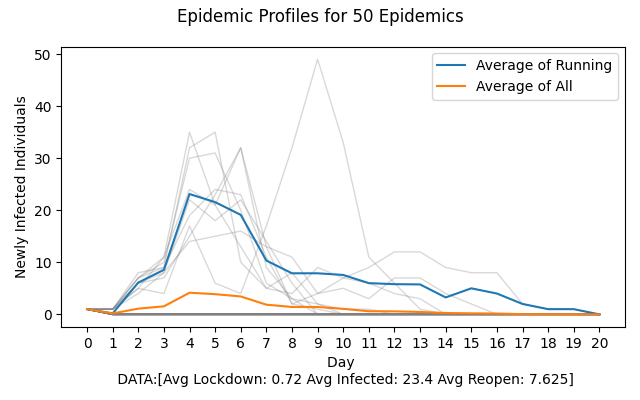 Epidemic Profiles for 50 Epidemics
Newly Infected Individuals
50
40
30
20
10
0
Average of Running
Average of All
0 1 2 3 4 5 6 7 8 9 10 11 12 13 14 15 16 17 18 19 20
Day
DATA:[Avg Lockdown: 0.72 Avg Infected: 23.4 Avg Reopen: 7.625]